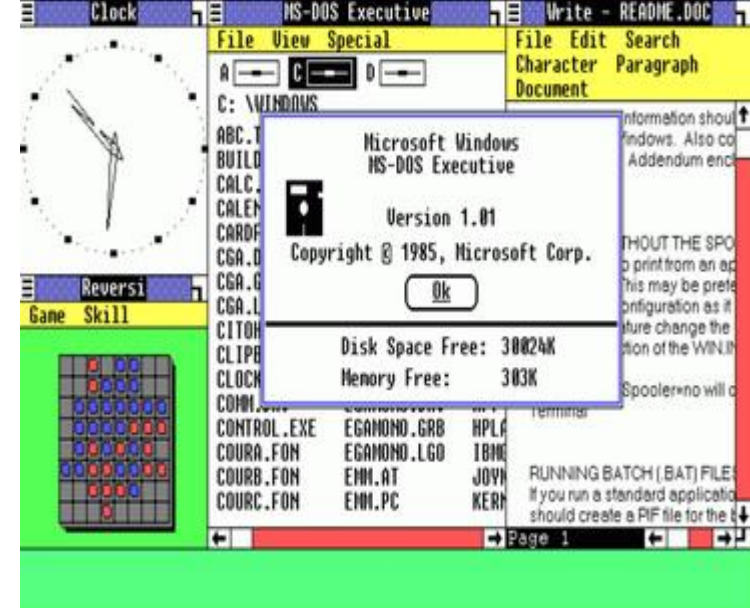 Clock
MS-DOS Executive
Write - README.DOC
File View Special
File Edit Search
Character Paragraph
Document
A C D
C: \WINDOWS
ABC.T
BUILD
CALC.
CALEN
CARDF
CGA.D
CGA.G
CGA.L
CITOH
CLIPB
CLOCK
COMM.DRV
CONTROL.EXE EGAMONO.GRB HPLA
COURA.FON EGAMONO.LGO IBMG
COURB.FON EMM.AT JOYM
COURC.FON EMM.PC KERN
Microsoft Windows
MS-DOS Executive
Version 1.01
Copyright © 1985, Microsoft Corp.
Ok
Disk Space Free: 30024K
Memory Free: 303K
nformation shoul
indows. Also co
Addendum encl
THOUT THE SPO
o print from an ap
his may be prete
onfiguration as it
ature change the
tion of the WIN.IN
Spooler=no will c
Terminal
RUNNING BATCH (.BAT) FILES
If you run a standard applicatio
should create a PIF file for the b
Page 1
Reversi
Game Skill